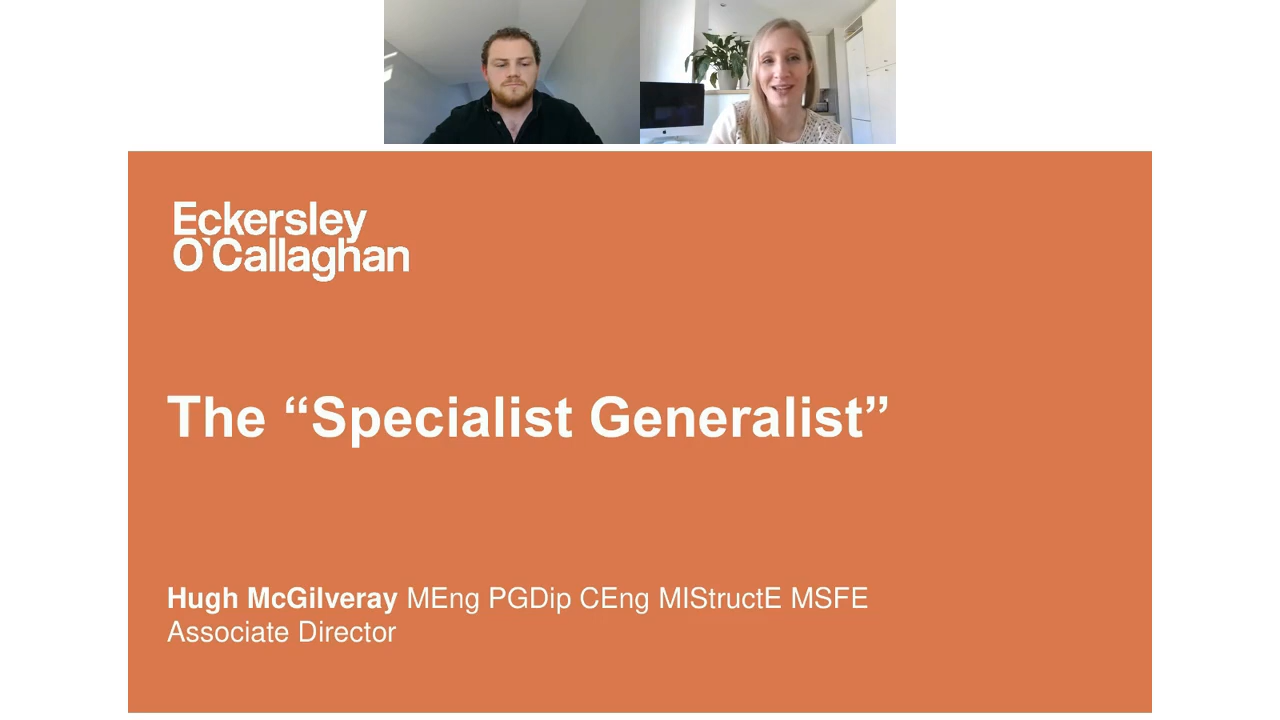 Eckersley
O`Callaghan
The “Specialist Generalist”
Hugh McGilveray MEng PGDip CEng MIStructE MSFE
Associate Director